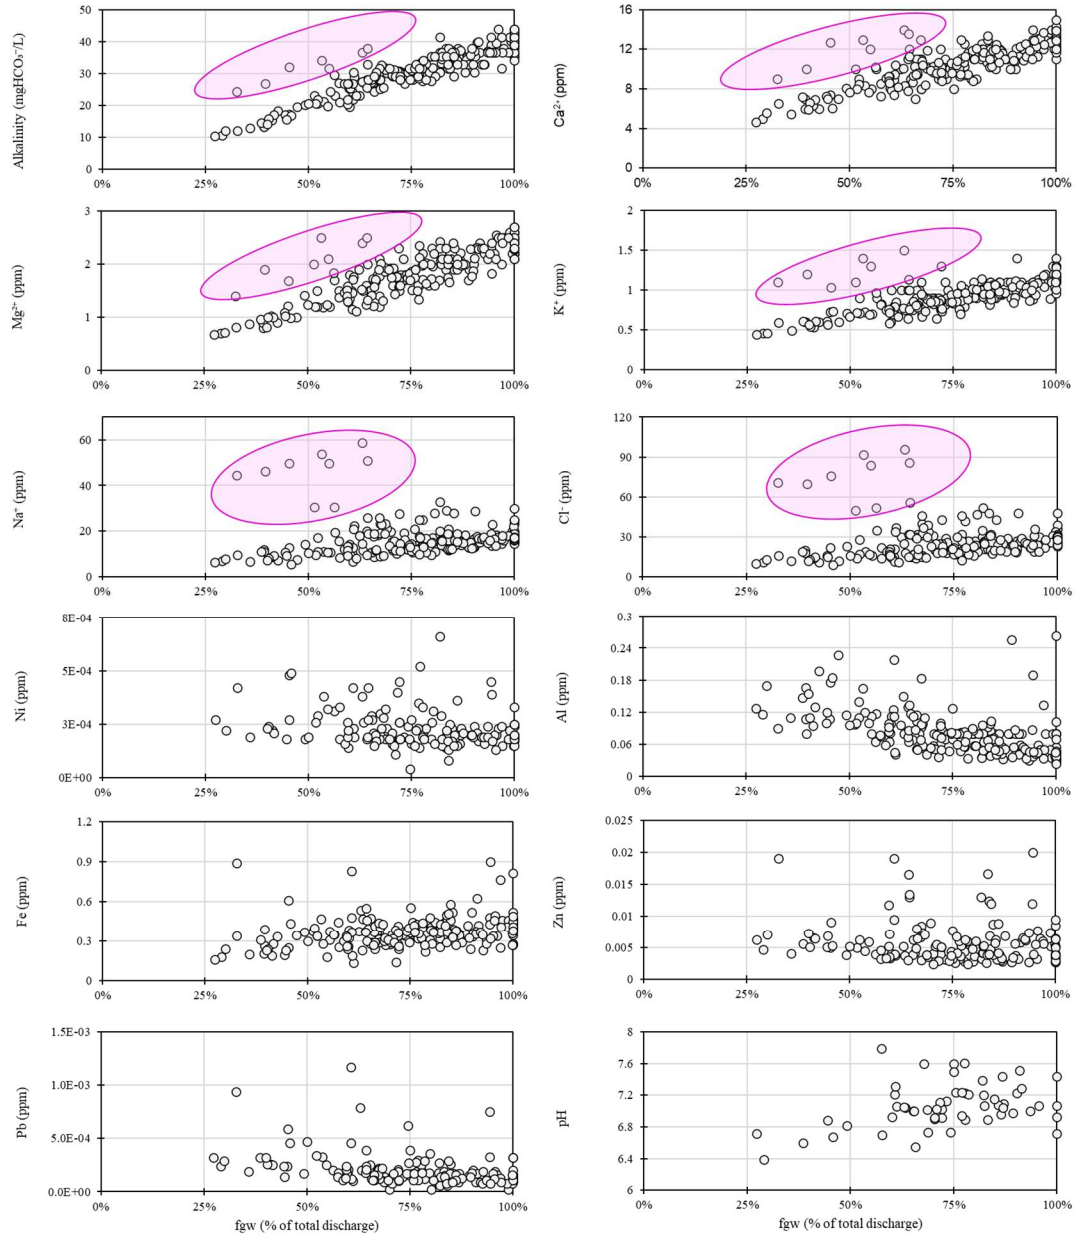 Alkalinity (mgHCO₃⁻/L)
50
40
30
20
10
0
0% 25% 50% 75% 100%
Ca²⁺ (ppm)
16
12
8
4
0
0% 25% 50% 75% 100%
Mg²⁺ (ppm)
3
2
1
0
0% 25% 50% 75% 100%
K⁺ (ppm)
2
1.5
1
0.5
0
0% 25% 50% 75% 100%
Na⁺ (ppm)
60
40
20
0
0% 25% 50% 75% 100%
Cl⁻ (ppm)
120
90
60
30
0
0% 25% 50% 75% 100%
Ni (ppm)
8E-04
5E-04
3E-04
0E+00
0% 25% 50% 75% 100%
Al (ppm)
0.3
0.24
0.18
0.12
0.06
0
0% 25% 50% 75% 100%
Fe (ppm)
1.2
0.9
0.6
0.3
0
0% 25% 50% 75% 100%
Zn (ppm)
0.025
0.02
0.015
0.01
0.005
0
0% 25% 50% 75% 100%
Pb (ppm)
1.5E-03
1.0E-03
5.0E-04
0.0E+00
0% 25% 50% 75% 100%
fgw (% of total discharge)
pH
8
7.6
7.2
6.8
6.4
6
0% 25% 50% 75% 100%
fgw (% of total discharge)